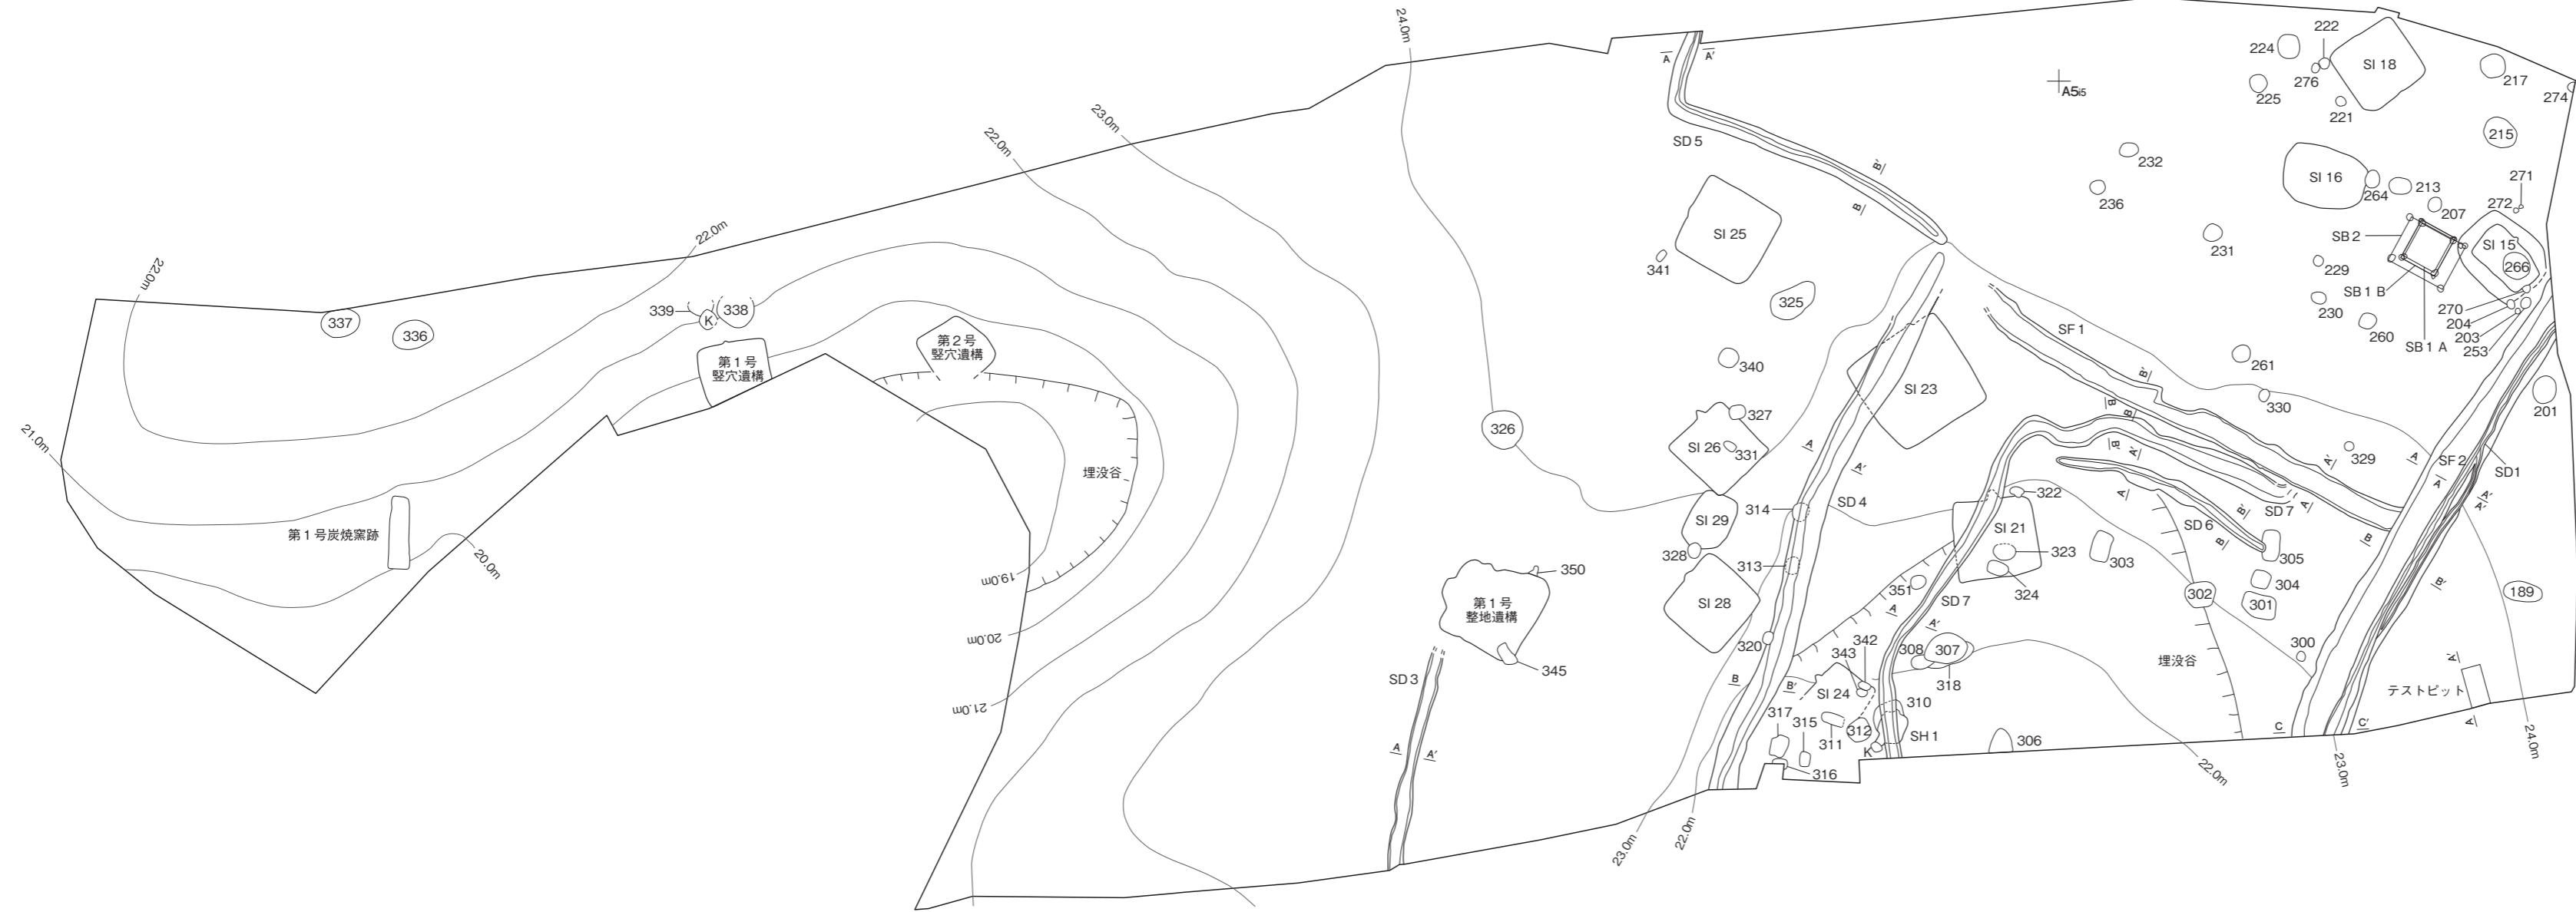 24.0m
23.0m
22.0m
22.0m
22.0m
21.0m
337
336
339
K
338
第1号
竪穴遺構
第2号
竪穴遺構
埋没谷
第1号炭焼窯跡
20.0m
19.0m
20.0m
21.0m
A
A′
SD 5
B′
B
SI 25
341
325
340
327
326
SI 26
331
SI 29
328
SI 28
314
313
320
350
第1号
整地遺構
345
SD 3
A
A′
A
A′
SD 4
B
B′
SI 23
A5i5
222
224
276
225
221
SI 18
217
274
215
232
236
SI 16
264
213
207
271
272
231
SB 2
SI 15
266
229
SB 1 B
230
260
270
204
203
253
SB 1 A
SF 1
261
B′
330
201
B
B
B′
A′
329
A′
A
SF 2
A
A′
A′
SD 1
322
SI 21
323
324
303
A
SD 6
B′
B
SD 7
A
B
305
304
301
302
300
B′
189
351
A
SD 7
A′
342
343
308
307
318
SI 24
317
315
311
312
310
SH 1
K
316
306
埋没谷
A′
テストピット
A
C
C′
22.0m
23.0m
24.0m
23.0m
22.0m